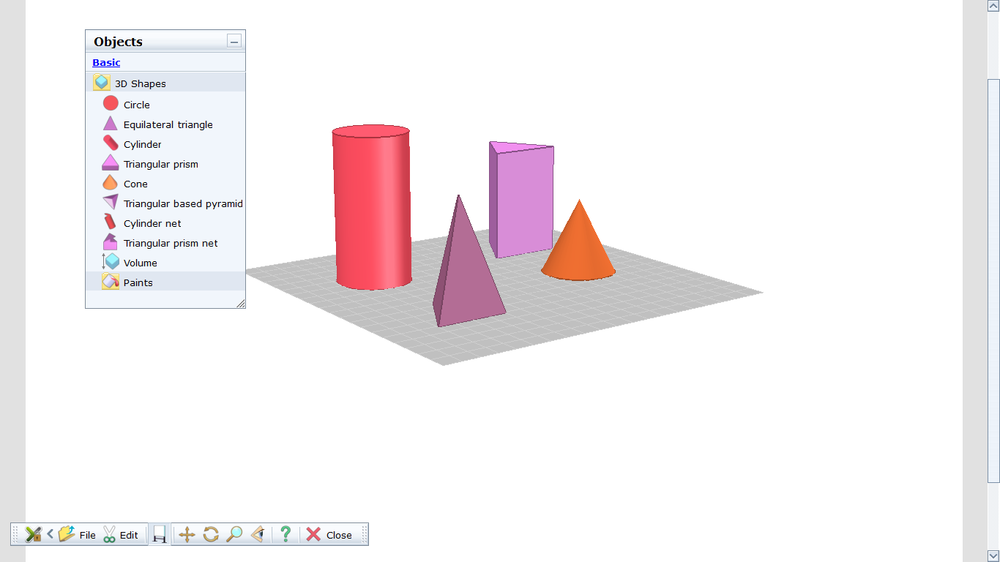 Objects
Basic
3D Shapes
Circle
Equilateral triangle
Cylinder
Triangular prism
Cone
Triangular based pyramid
Cylinder net
Triangular prism net
Volume
Paints
File Edit ? Close